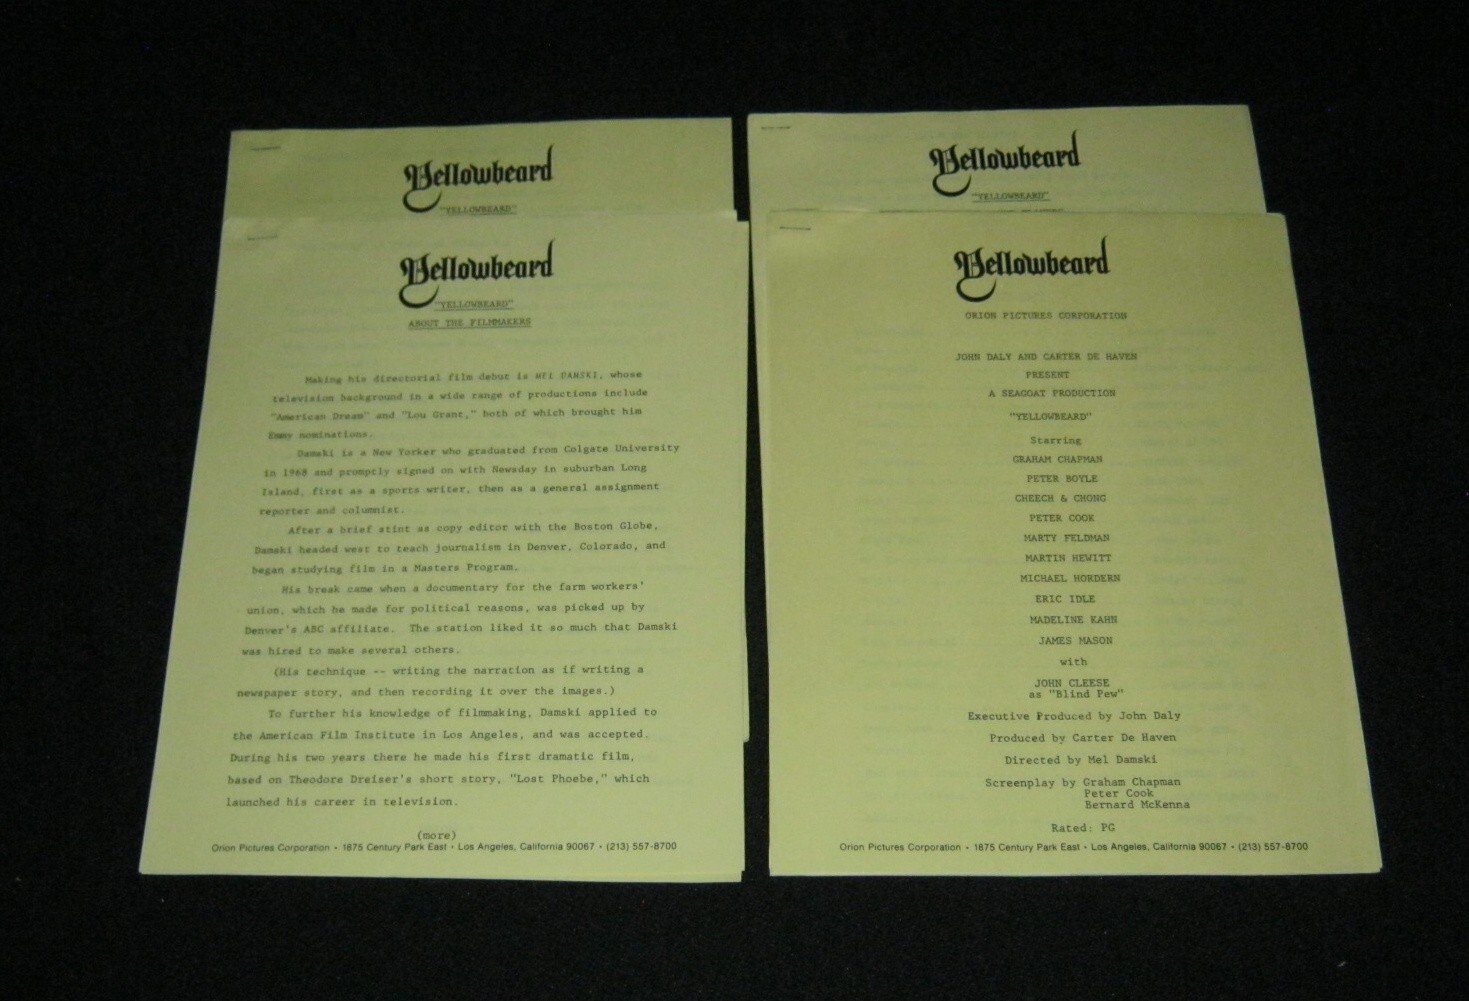 Yellowbeard
"YELLOWBEARD"
Yellowbeard
"YELLOWBEARD"
ABOUT THE FILMMAKERS
Making his directorial film debut is MEL DAMSKI, whose
television background in a wide range of productions include
"American Dream" and "Lou Grant," both of which brought him
Emmy nominations.
Damski is a New Yorker who graduated from Colgate University
in 1968 and promptly signed on with Newsday in suburban Long
Island, first as a sports writer, then as a general assignment
reporter and columnist.
After a brief stint as copy editor with the Boston Globe,
Damski headed west to teach journalism in Denver, Colorado, and
began studying film in a Masters Program.
His break came when a documentary for the farm workers'
union, which he made for political reasons, was picked up by
Denver's ABC affiliate. The station liked it so much that Damski
was hired to make several others.
(His technique -- writing the narration as if writing a
newspaper story, and then recording it over the images.)
To further his knowledge of filmmaking, Damski applied to
the American Film Institute in Los Angeles, and was accepted.
During his two years there he made his first dramatic film,
based on Theodore Dreiser's short story, "Lost Phoebe," which
launched his career in television.
(more)
Orion Pictures Corporation • 1875 Century Park East • Los Angeles, California 90067 • (213) 557-8700
Yellowbeard
"YELLOWBEARD"
Yellowbeard
ORION PICTURES CORPORATION
JOHN DALY AND CARTER DE HAVEN
PRESENT
A SEAGOAT PRODUCTION
"YELLOWBEARD"
Starring
GRAHAM CHAPMAN
PETER BOYLE
CHEECH & CHONG
PETER COOK
MARTY FELDMAN
MARTIN HEWITT
MICHAEL HORDERN
ERIC IDLE
MADELINE KAHN
JAMES MASON
with
JOHN CLEESE
as "Blind Pew"
Executive Produced by John Daly
Produced by Carter De Haven
Directed by Mel Damski
Screenplay by Graham Chapman
Peter Cook
Bernard McKenna
Rated: PG
Orion Pictures Corporation • 1875 Century Park East • Los Angeles, California 90067 • (213) 557-8700